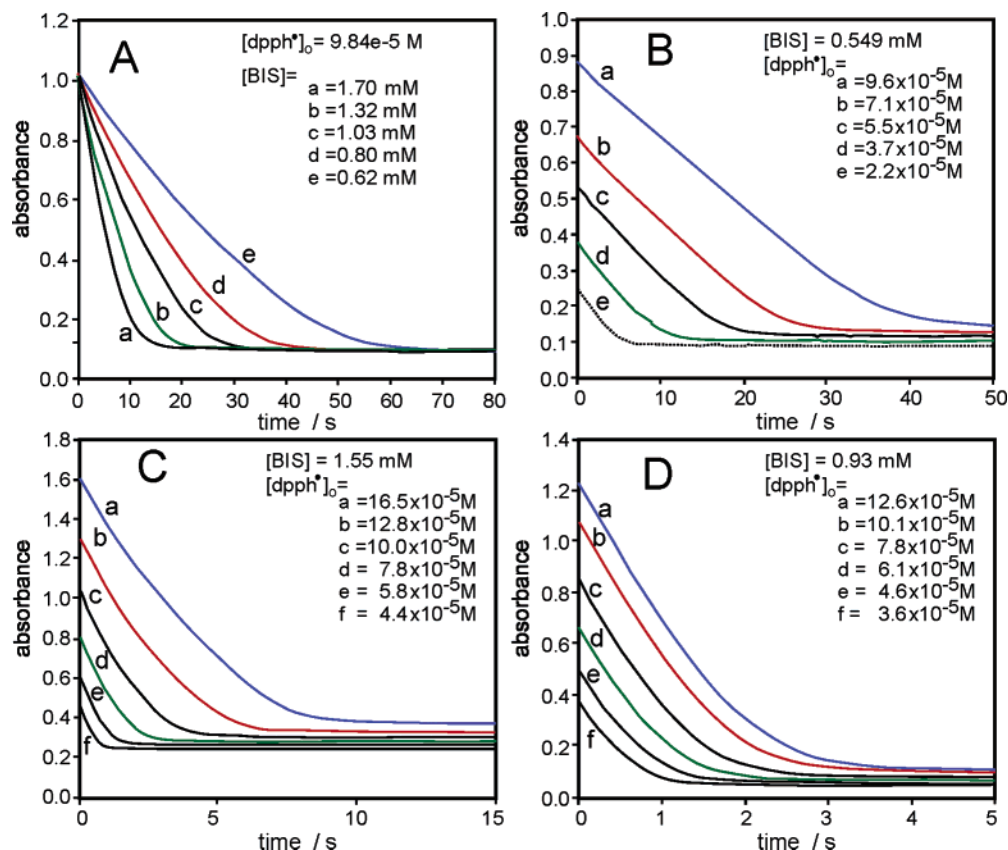 A
[dpph•]o= 9.84e-5 M
[BIS]=
a =1.70 mM
b =1.32 mM
c =1.03 mM
d =0.80 mM
e =0.62 mM
1.2
1.0
0.8
0.6
0.4
0.2
0.0
absorbance
a
b
c
d
e
0 10 20 30 40 50 60 70 80
time / s
B
[BIS] = 0.549 mM
[dpph•]o=
a =9.6x10⁻⁵M
b =7.1x10⁻⁵M
c =5.5x10⁻⁵M
d =3.7x10⁻⁵M
e =2.2x10⁻⁵M
1.0
0.9
0.8
0.7
0.6
0.5
0.4
0.3
0.2
0.1
0.0
absorbance
a
b
c
d
e
0 10 20 30 40 50
time / s
C
[BIS] = 1.55 mM
[dpph•]o=
a =16.5x10⁻⁵M
b =12.8x10⁻⁵M
c =10.0x10⁻⁵M
d = 7.8x10⁻⁵M
e = 5.8x10⁻⁵M
f = 4.4x10⁻⁵M
1.6
1.4
1.2
1.0
0.8
0.6
0.4
0.2
0.0
absorbance
a
b
c
d
e
f
0 5 10 15
time / s
D
[BIS] = 0.93 mM
[dpph•]o=
a =12.6x10⁻⁵M
b =10.1x10⁻⁵M
c = 7.8x10⁻⁵M
d = 6.1x10⁻⁵M
e = 4.6x10⁻⁵M
f = 3.6x10⁻⁵M
1.4
1.2
1.0
0.8
0.6
0.4
0.2
0.0
absorbance
a
b
c
d
e
f
0 1 2 3 4 5
time / s